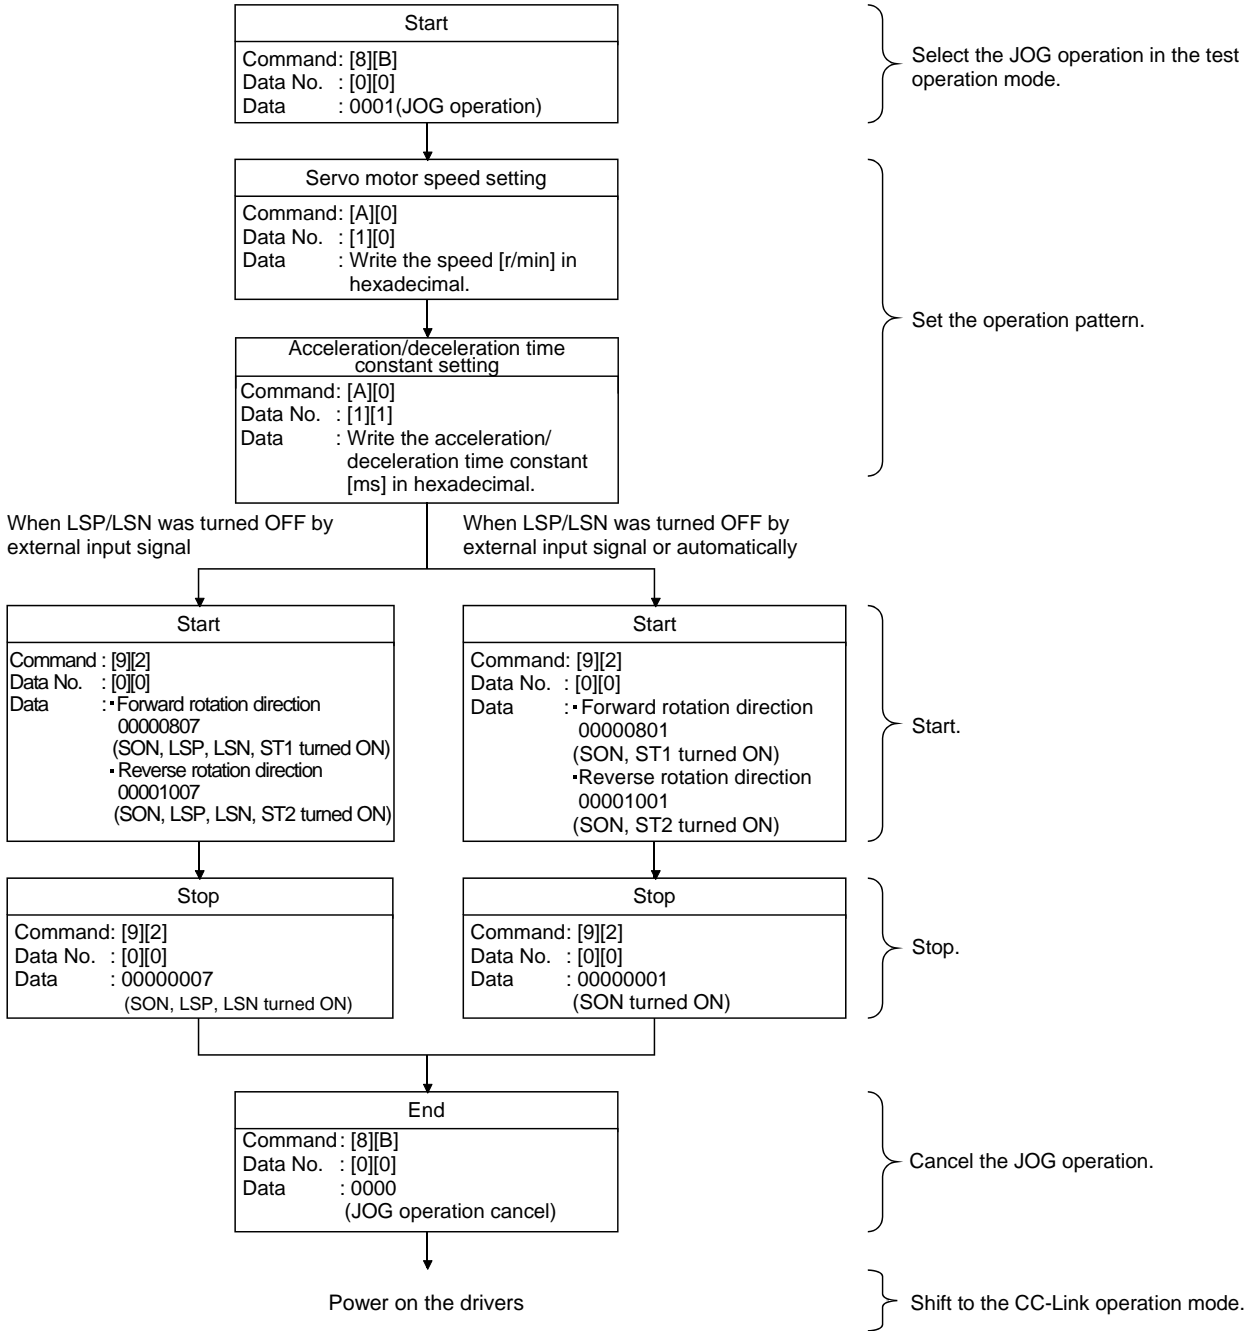 Start
Command: [8][B]
Data No. : [0][0]
Data : 0001(JOG operation)
Select the JOG operation in the test
operation mode.
Servo motor speed setting
Command: [A][0]
Data No. : [1][0]
Data : Write the speed [r/min] in
hexadecimal.
Acceleration/deceleration time
constant setting
Command: [A][0]
Data No. : [1][1]
Data : Write the acceleration/
deceleration time constant
[ms] in hexadecimal.
Set the operation pattern.
When LSP/LSN was turned OFF by
external input signal
When LSP/LSN was turned OFF by
external input signal or automatically
Start
Command : [9][2]
Data No. : [0][0]
Data : ▪Forward rotation direction
00000807
(SON, LSP, LSN, ST1 turned ON)
▪Reverse rotation direction
00001007
(SON, LSP, LSN, ST2 turned ON)
Start
Command: [9][2]
Data No. : [0][0]
Data : ▪Forward rotation direction
00000801
(SON, ST1 turned ON)
▪Reverse rotation direction
00001001
(SON, ST2 turned ON)
Start.
Stop
Command: [9][2]
Data No. : [0][0]
Data : 00000007
(SON, LSP, LSN turned ON)
Stop
Command: [9][2]
Data No. : [0][0]
Data : 00000001
(SON turned ON)
Stop.
End
Command: [8][B]
Data No. : [0][0]
Data : 0000
(JOG operation cancel)
Cancel the JOG operation.
Power on the drivers
Shift to the CC-Link operation mode.